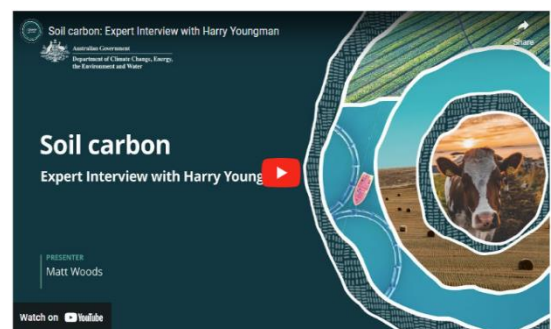 Soil carbon: Expert Interview with Harry Youngman
Share
Australian Government
Department of Climate Change, Energy,
the Environment and Water
Soil carbon
Expert Interview with Harry Young
PRESENTER
Matt Woods
Watch on YouTube